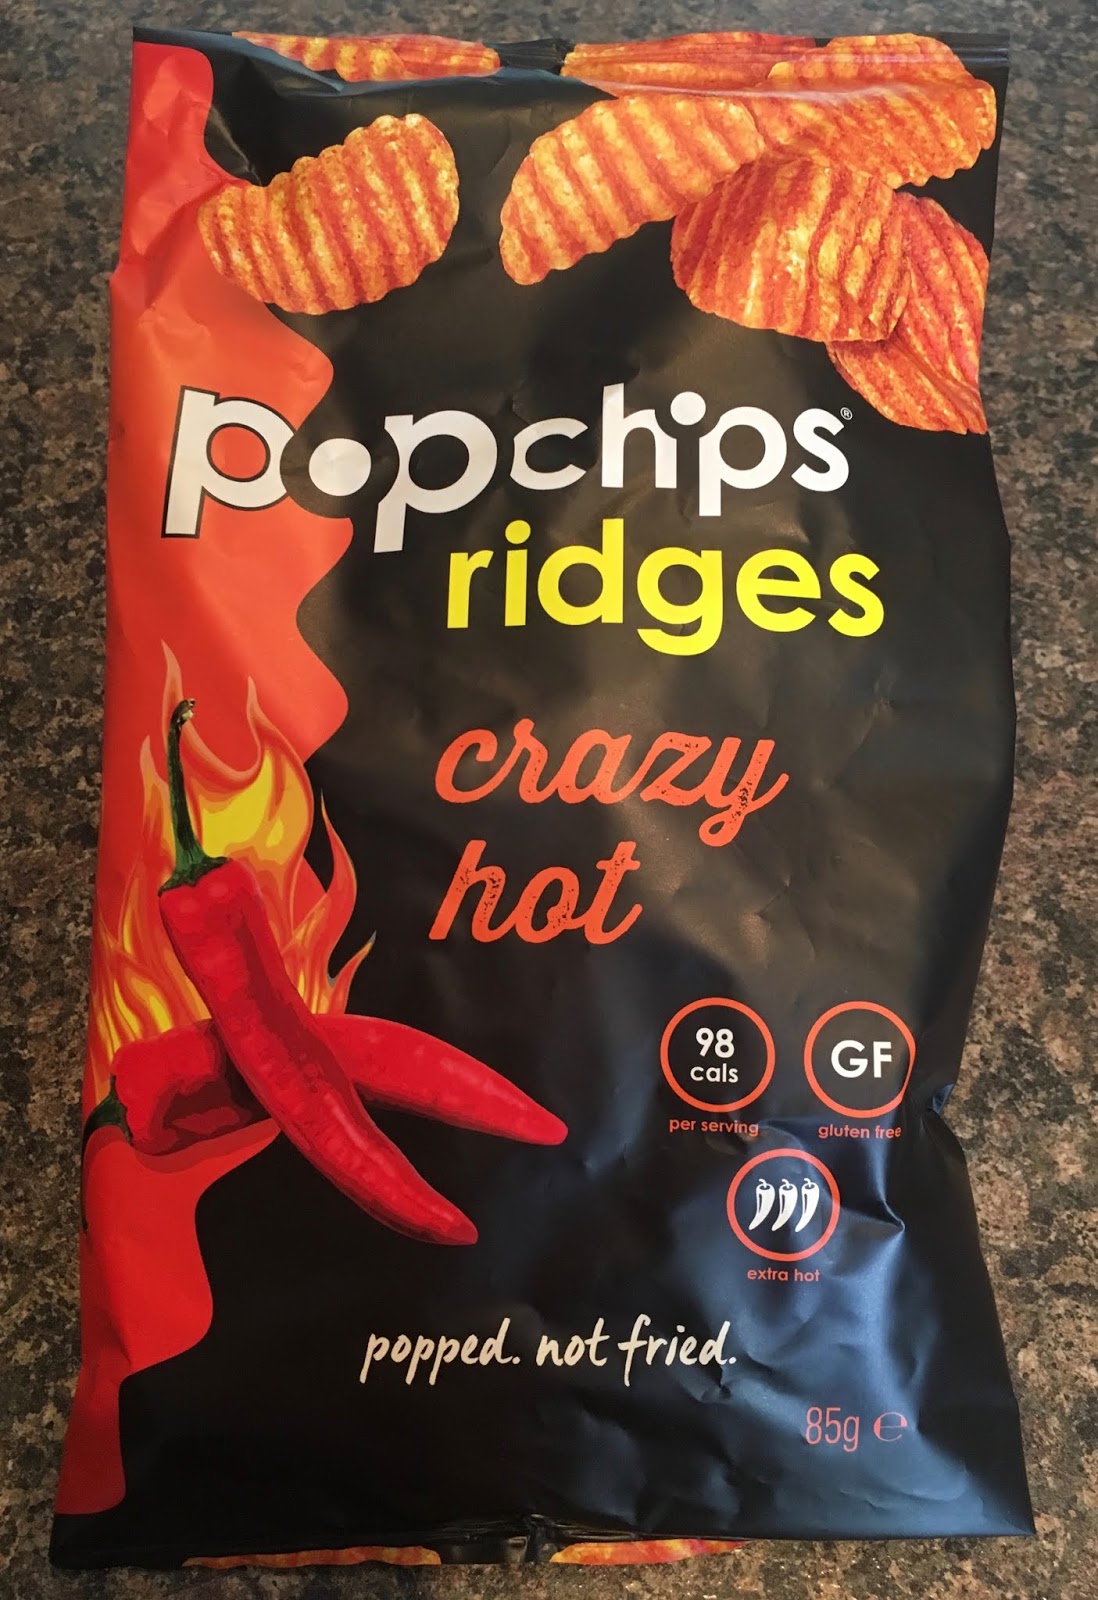 popchips®
ridges
crazy
hot
98
cals
per serving
GF
gluten free
extra hot
popped. not fried.
85g ℮